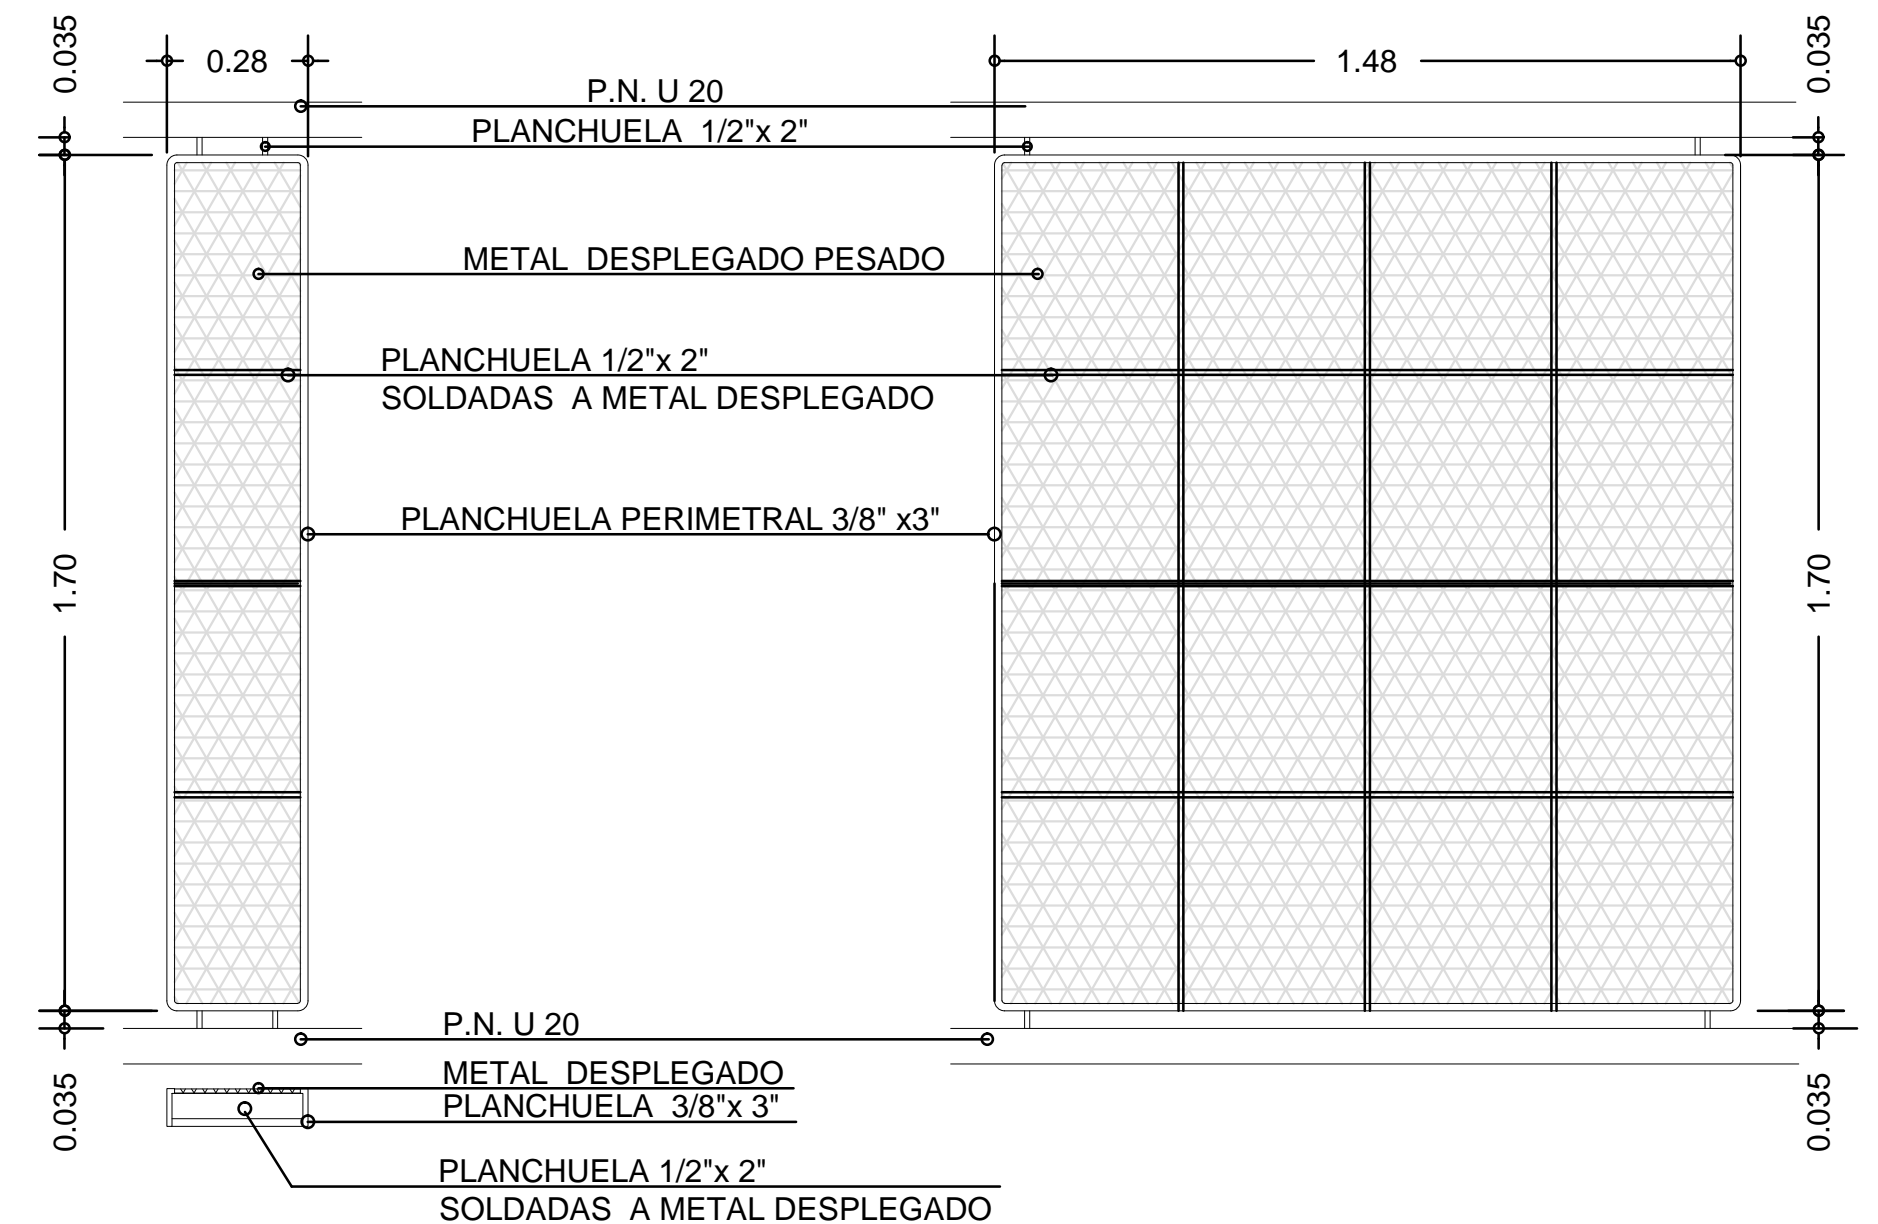 0.035
0.28
1.48
0.035
P.N. U 20
PLANCHUELA 1/2"x 2"
METAL DESPLEGADO PESADO
PLANCHUELA 1/2"x 2"
SOLDADAS A METAL DESPLEGADO
PLANCHUELA PERIMETRAL 3/8" x3"
1.70
1.70
P.N. U 20
METAL DESPLEGADO
PLANCHUELA 3/8"x 3"
0.035
0.035
PLANCHUELA 1/2"x 2"
SOLDADAS A METAL DESPLEGADO